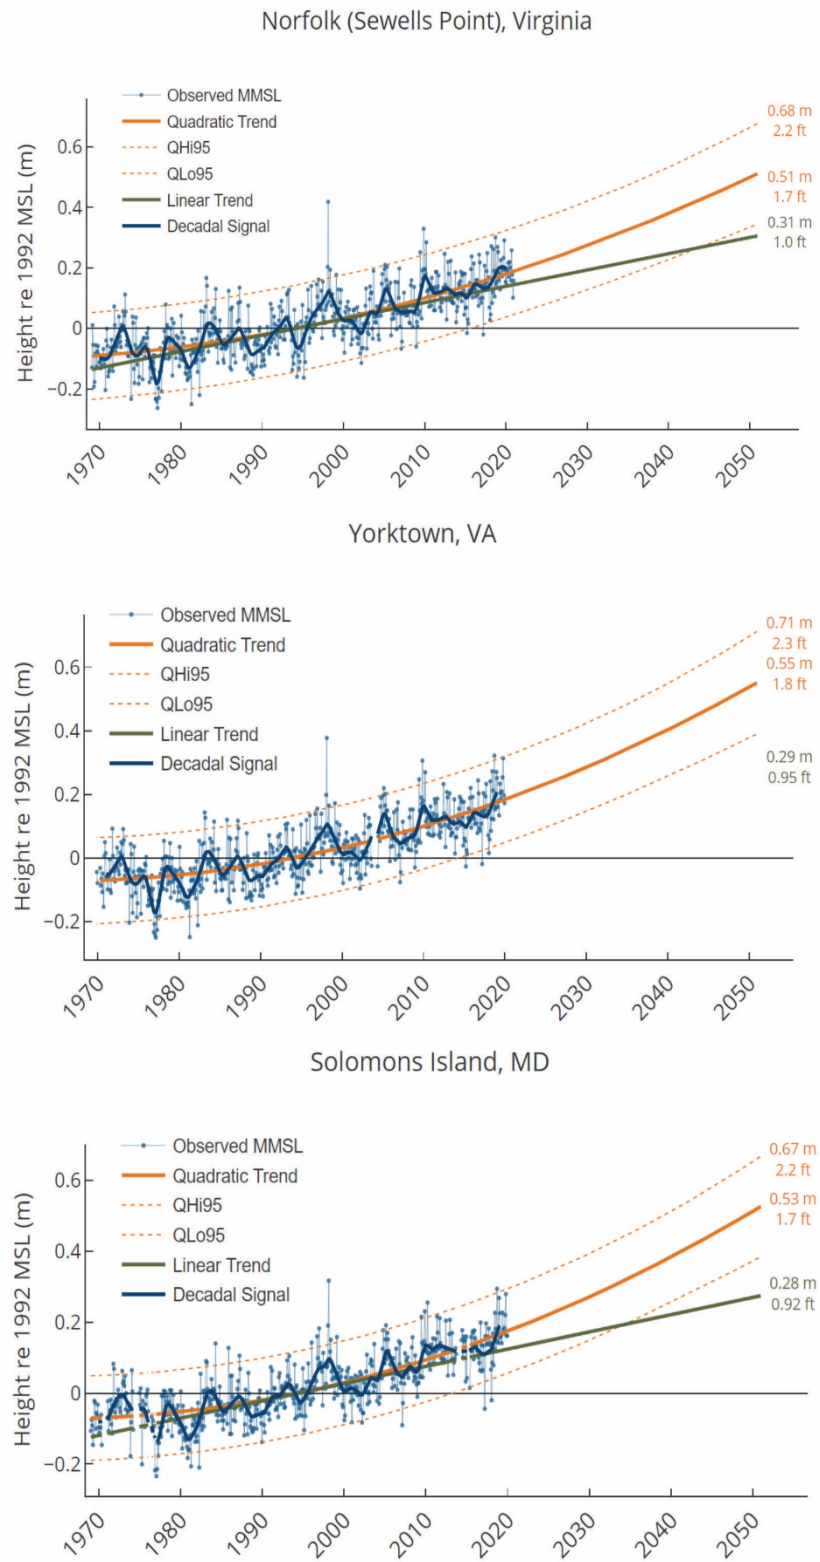 Norfolk (Sewells Point), Virginia
Height re 1992 MSL (m)
Observed MMSL
Quadratic Trend
QHi95
QLo95
Linear Trend
Decadal Signal
0.6
0.4
0.2
0
−0.2
0.68 m
2.2 ft
0.51 m
1.7 ft
0.31 m
1.0 ft
1970 1980 1990 2000 2010 2020 2030 2040 2050
Yorktown, VA
Height re 1992 MSL (m)
Observed MMSL
Quadratic Trend
QHi95
QLo95
Linear Trend
Decadal Signal
0.6
0.4
0.2
0
−0.2
0.71 m
2.3 ft
0.55 m
1.8 ft
0.29 m
0.95 ft
1970 1980 1990 2000 2010 2020 2030 2040 2050
Solomons Island, MD
Height re 1992 MSL (m)
Observed MMSL
Quadratic Trend
QHi95
QLo95
Linear Trend
Decadal Signal
0.6
0.4
0.2
0
−0.2
0.67 m
2.2 ft
0.53 m
1.7 ft
0.28 m
0.92 ft
1970 1980 1990 2000 2010 2020 2030 2040 2050